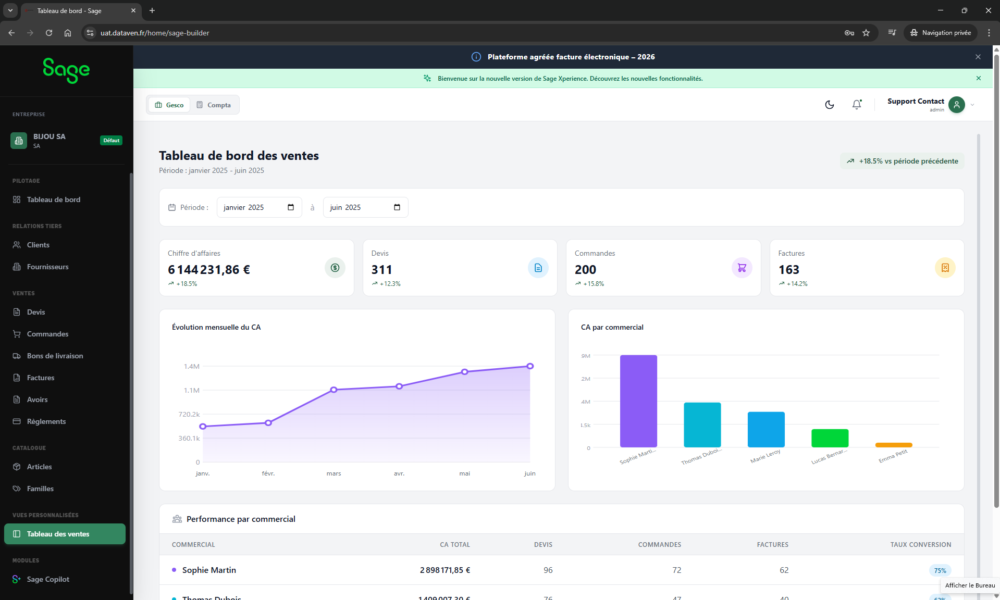 Tableau de bord - Sage
uat.dataven.fr/home/sage-builder
Navigation privée
Sage
Plateforme agréée facture électronique – 2026
Bienvenue sur la nouvelle version de Sage Xperience. Découvrez les nouvelles fonctionnalités.
Gesco
Compta
Support Contact
admin
ENTREPRISE
BIJOU SA
SA
Défaut
PILOTAGE
Tableau de bord
RELATIONS TIERS
Clients
Fournisseurs
VENTES
Devis
Commandes
Bons de livraison
Factures
Avoirs
Règlements
CATALOGUE
Articles
Familles
VUES PERSONNALISÉES
Tableau des ventes
MODULES
Sage Copilot
Tableau de bord des ventes
Période : janvier 2025 - juin 2025
+18.5% vs période précédente
Période :
janvier 2025
à
juin 2025
Chiffre d'affaires
6 144 231,86 €
+18.5%
Devis
311
+12.3%
Commandes
200
+15.8%
Factures
163
+14.2%
Évolution mensuelle du CA
1.4M
1.1M
720.2k
360.1k
0
janv.
févr.
mars
avr.
mai
juin
CA par commercial
9M
2M
4M
4.5k
0
Sophie Marti...
Thomas Duboi...
Marie Leroy
Lucas Bernar...
Emma Petit
Performance par commercial
COMMERCIAL CA TOTAL DEVIS COMMANDES FACTURES TAUX CONVERSION
Sophie Martin 2 898 171,85 € 96 72 62 75%
Afficher le Bureau
Thomas Dubois 1 409 007,30 € 76 47 40 62%